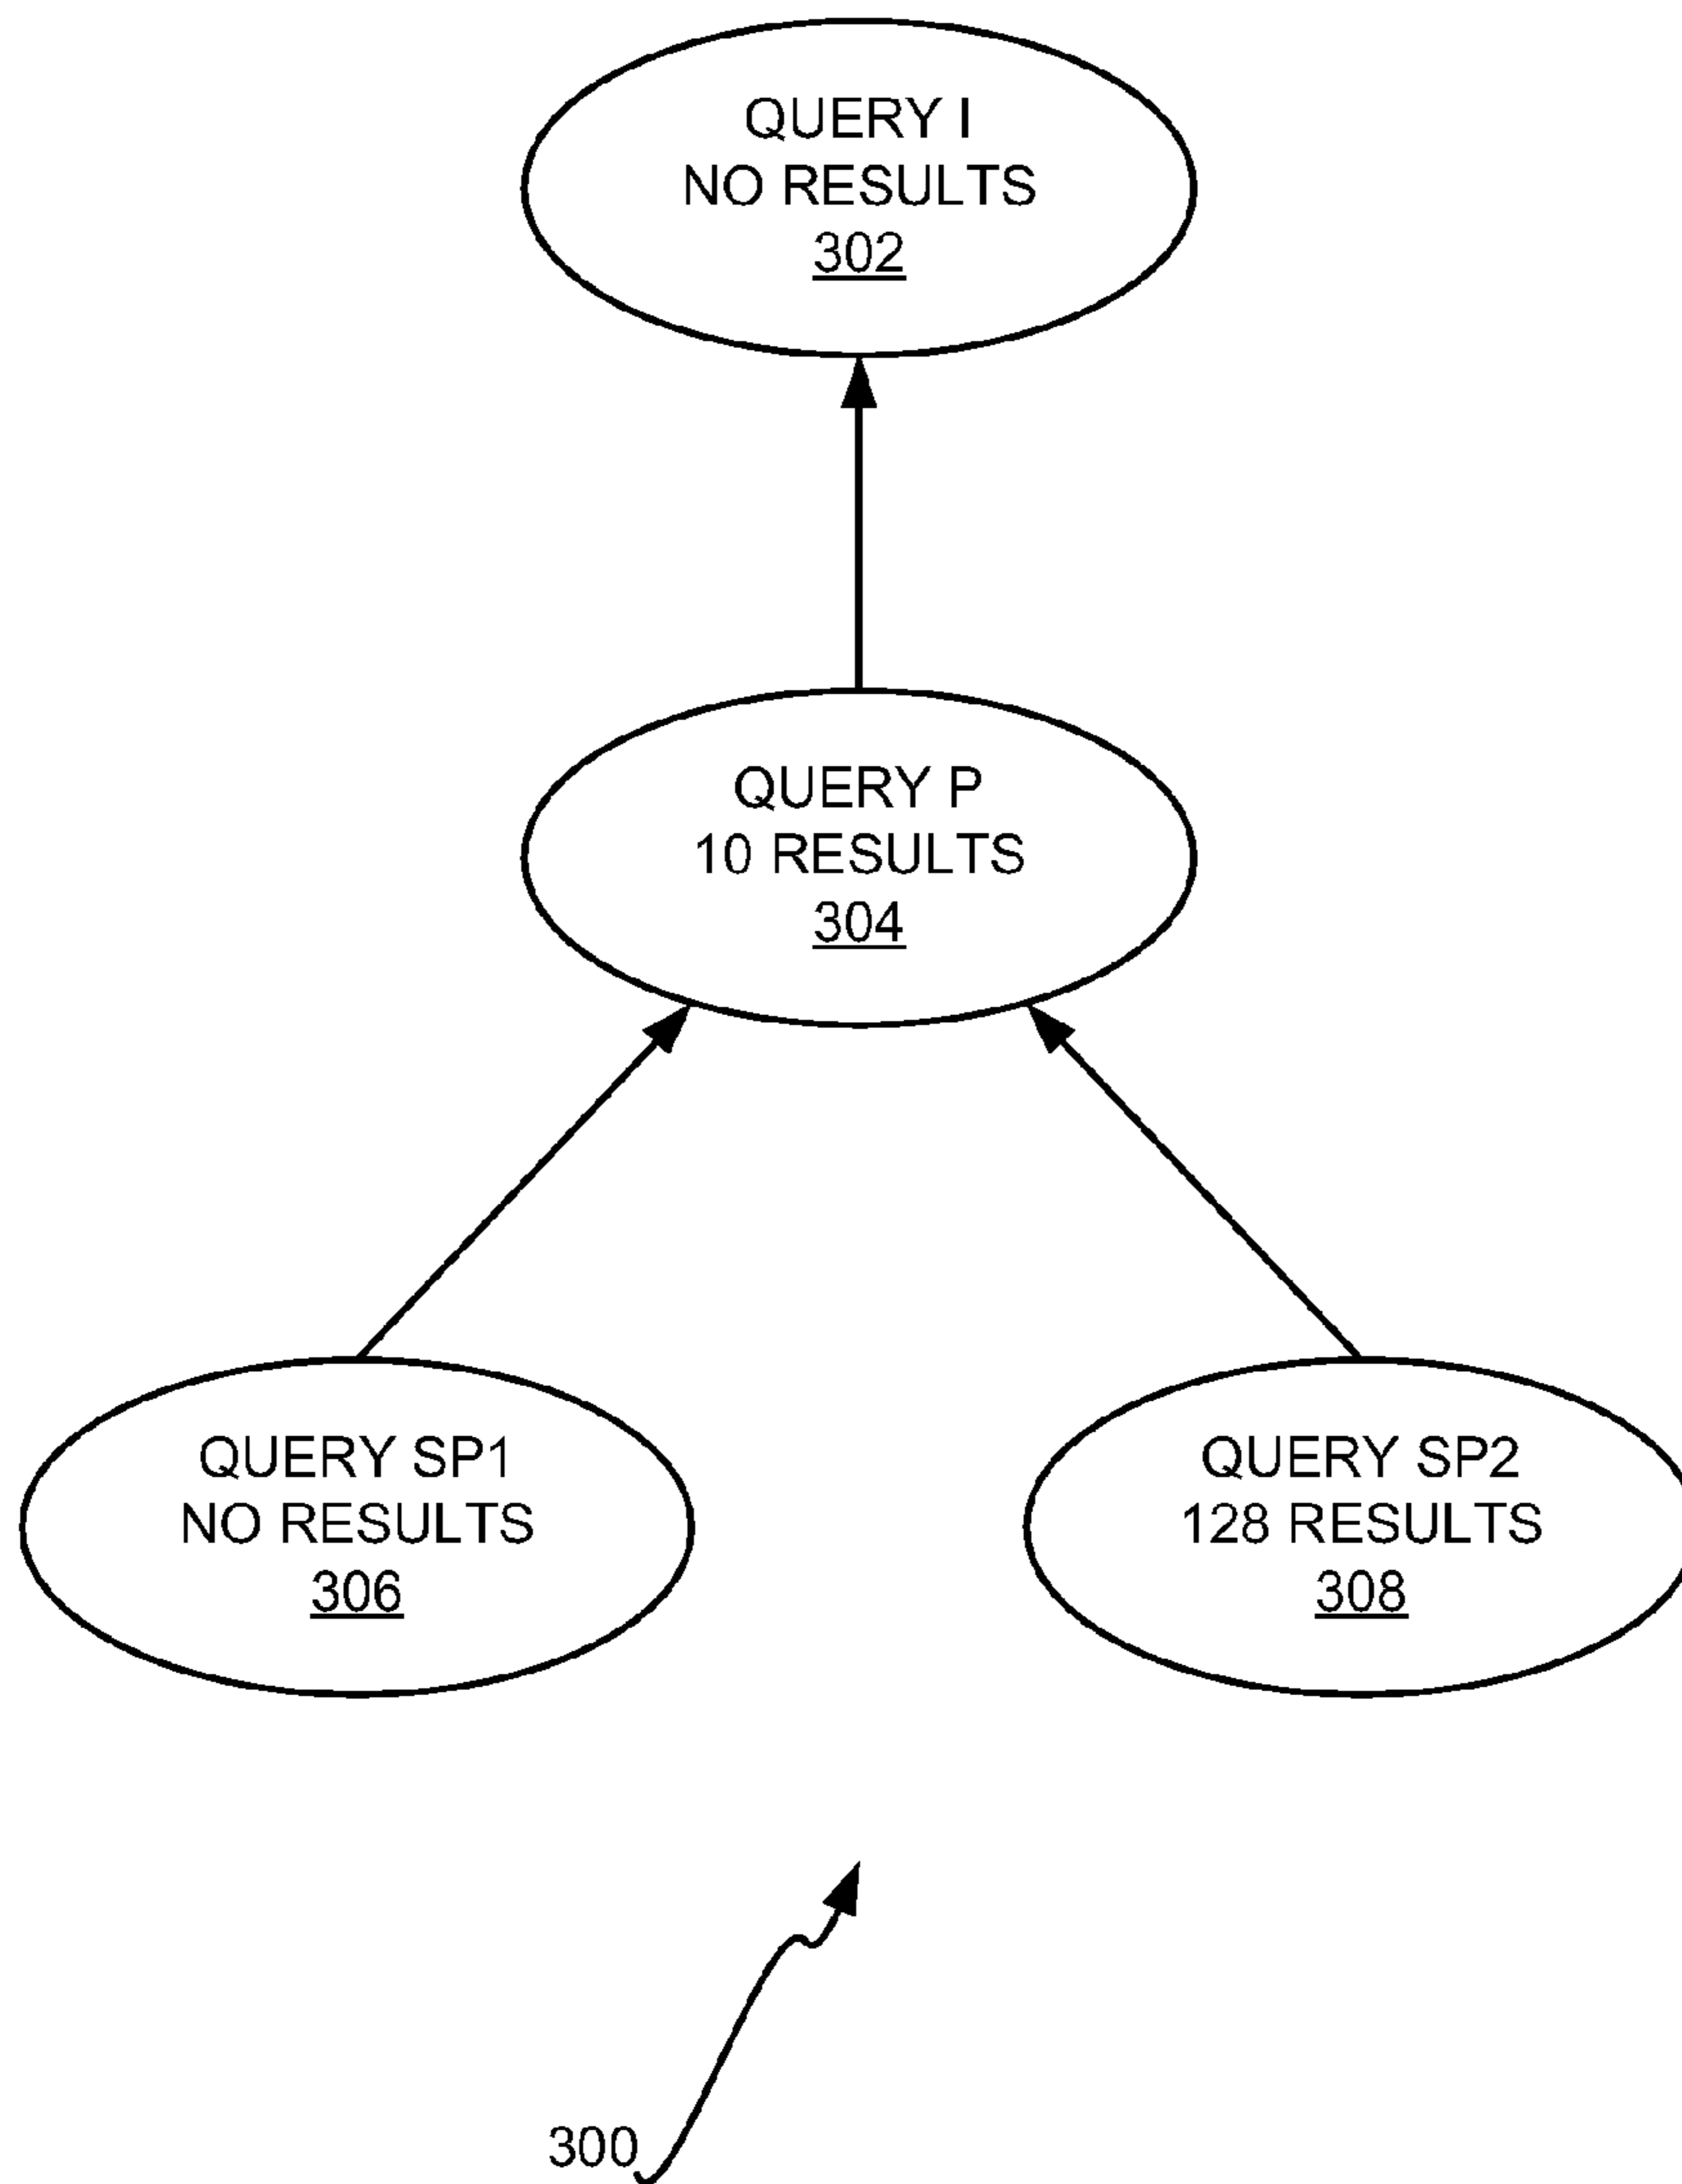 QUERY I
NO RESULTS
302
QUERY P
10 RESULTS
304
QUERY SP1
NO RESULTS
306
QUERY SP2
128 RESULTS
308
300